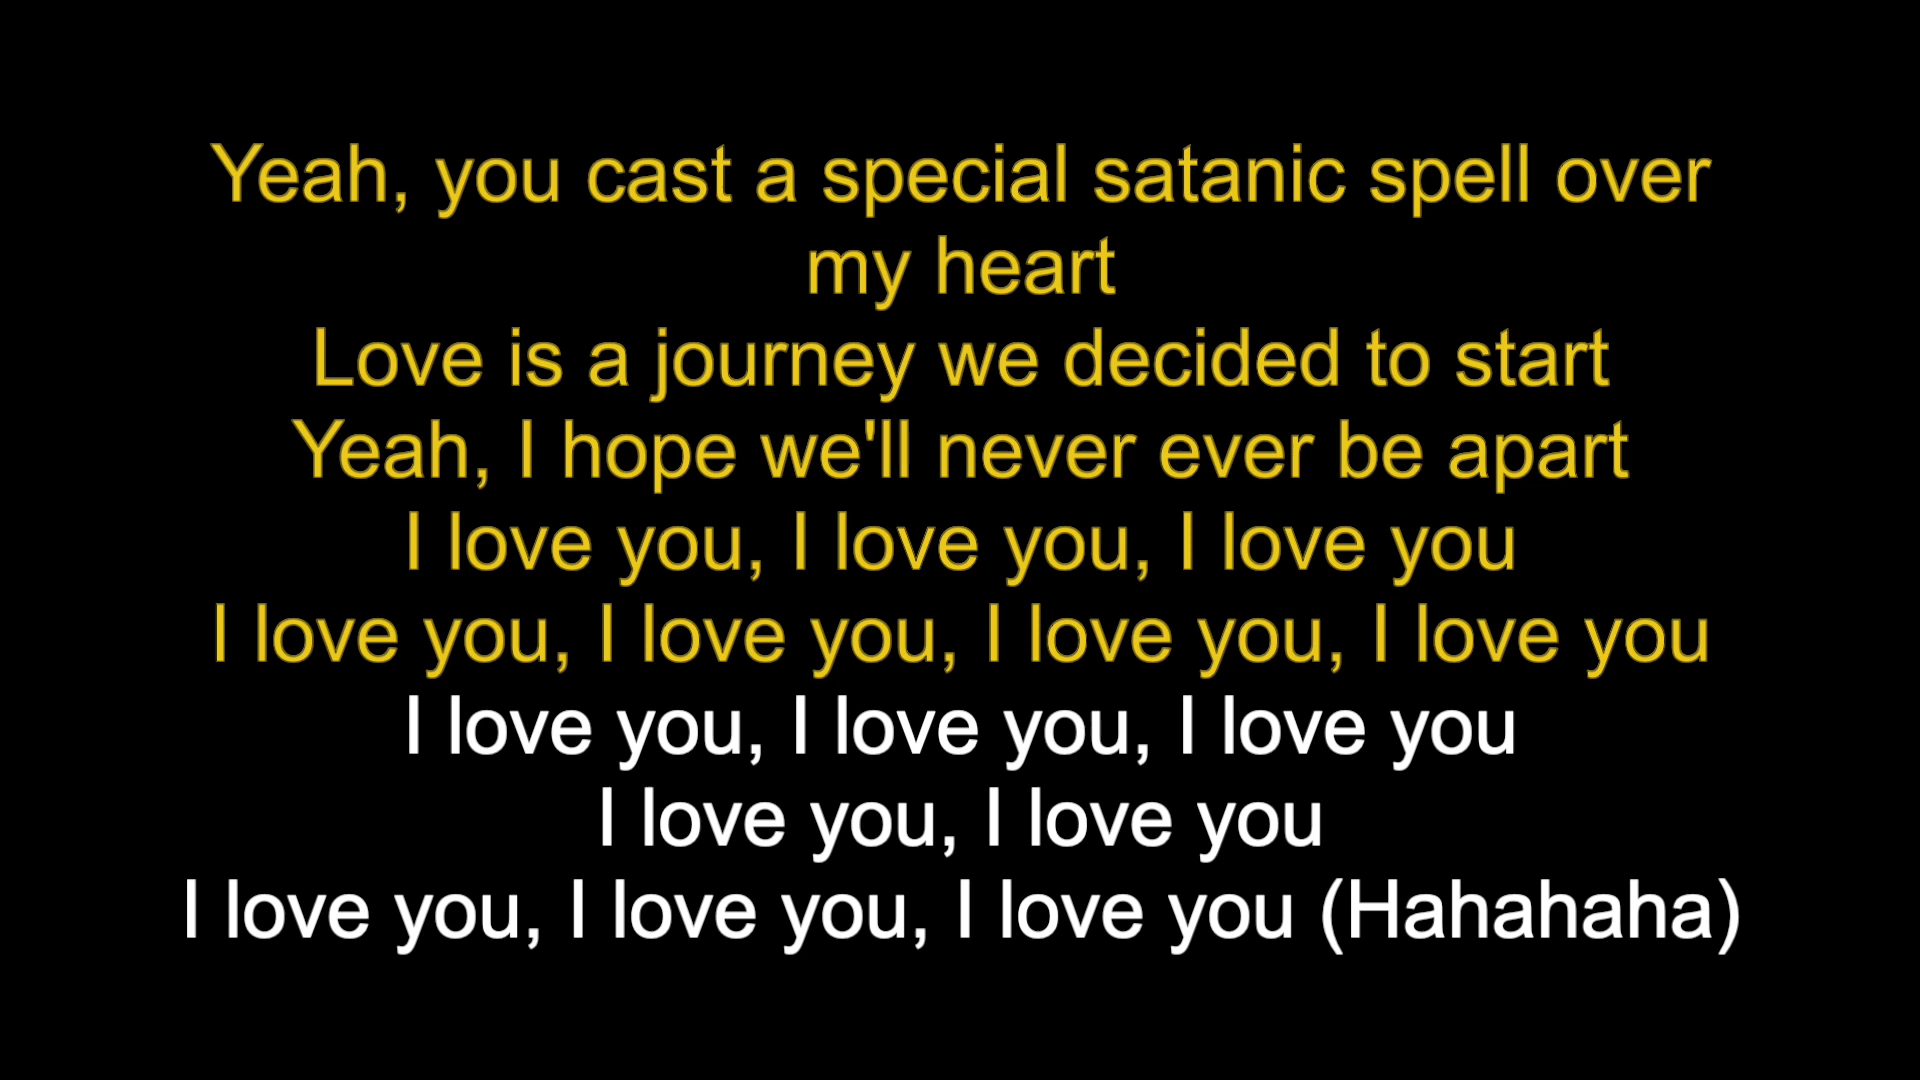 Yeah, you cast a special satanic spell over
my heart
Love is a journey we decided to start
Yeah, I hope we'll never ever be apart
I love you, I love you, I love you
I love you, I love you, I love you, I love you
I love you, I love you, I love you
I love you, I love you
I love you, I love you, I love you (Hahahaha)